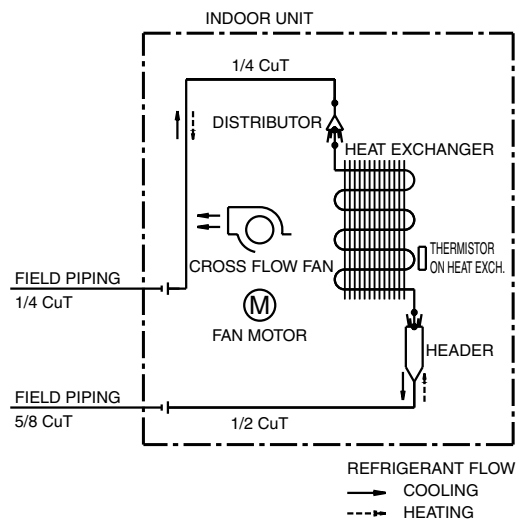 INDOOR UNIT
1/4 CuT
DISTRIBUTOR
HEAT EXCHANGER
THERMISTOR
ON HEAT EXCH.
CROSS FLOW FAN
FIELD PIPING
1/4 CuT
M
FAN MOTOR
HEADER
FIELD PIPING
5/8 CuT
1/2 CuT
REFRIGERANT FLOW
COOLING
HEATING